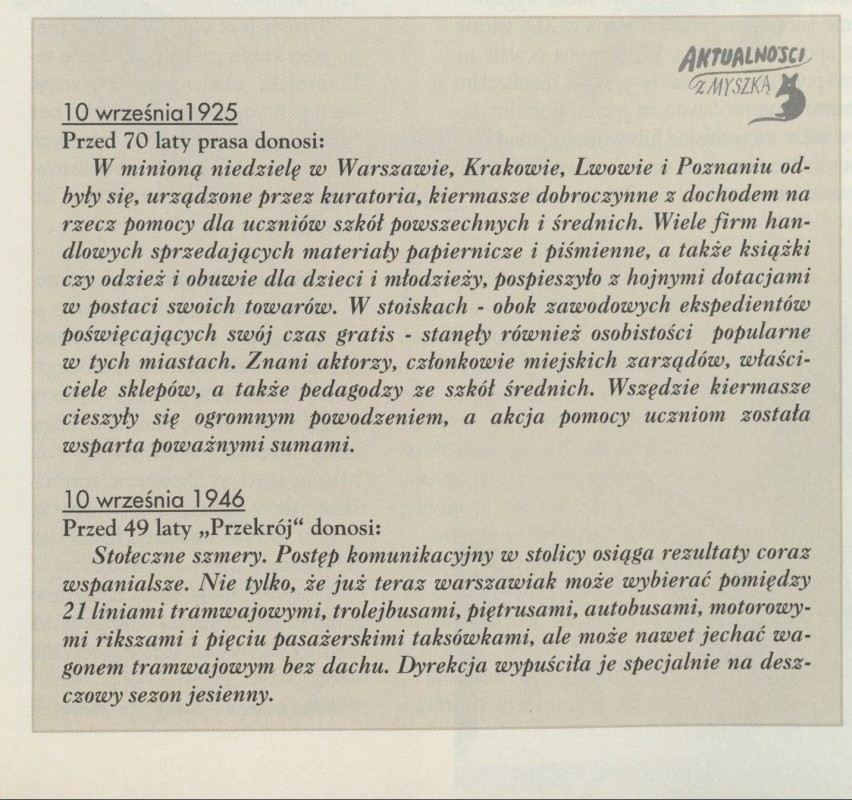 AKTUALNOŚCI
z MYSZKĄ
10 września1925
Przed 70 laty prasa donosi:
W minioną niedzielę w Warszawie, Krakowie, Lwowie i Poznaniu od-
były się, urządzone przez kuratoria, kiermasze dobroczynne z dochodem na
rzecz pomocy dla uczniów szkół powszechnych i średnich. Wiele firm han-
dlowych sprzedających materiały papiernicze i piśmienne, a także książki
czy odzież i obuwie dla dzieci i młodzieży, pospieszyło z hojnymi dotacjami
w postaci swoich towarów. W stoiskach - obok zawodowych ekspedientów
poświęcających swój czas gratis - stanęły również osobistości popularne
w tych miastach. Znani aktorzy, członkowie miejskich zarządów, właści-
ciele sklepów, a także pedagodzy ze szkół średnich. Wszędzie kiermasze
cieszyły się ogromnym powodzeniem, a akcja pomocy uczniom została
wsparta poważnymi sumami.
10 września 1946
Przed 49 laty „Przekrój“ donosi:
Stołeczne szmery. Postęp komunikacyjny w stolicy osiąga rezultaty coraz
wspanialsze. Nie tylko, że już teraz warszawiak może wybierać pomiędzy
21 liniami tramwajowymi, trolejbusami, piętrusami, autobusami, motorowy-
mi rikszami i pięciu pasażerskimi taksówkami, ale może nawet jechać wa-
gonem tramwajowym bez dachu. Dyrekcja wypuściła je specjalnie na desz-
czowy sezon jesienny.